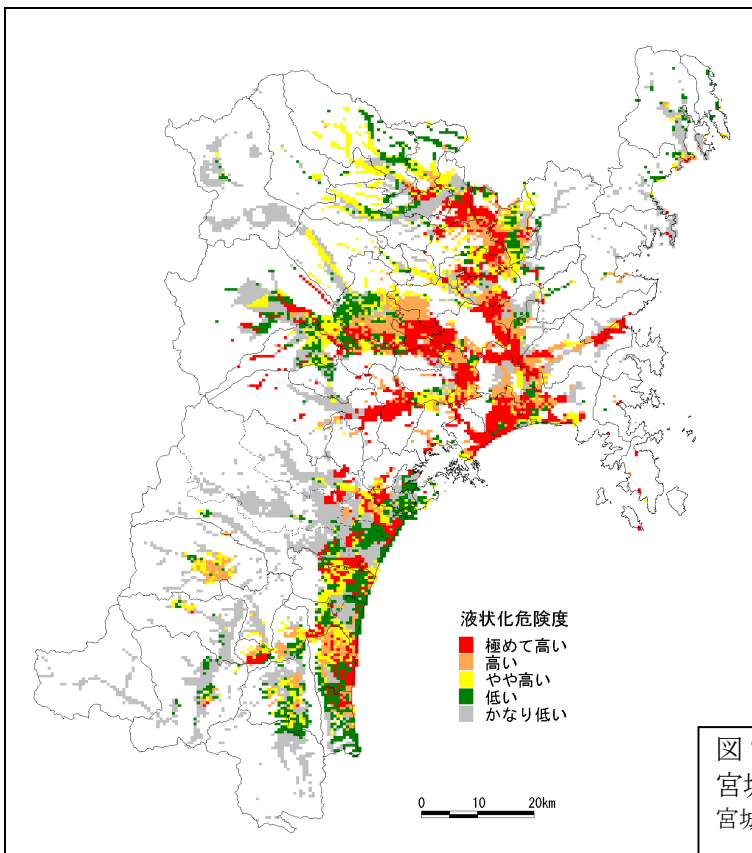 液状化危険度
極めて高い
高い
やや高い
低い
かなり低い
0 10 20km
図
宮城
宮城